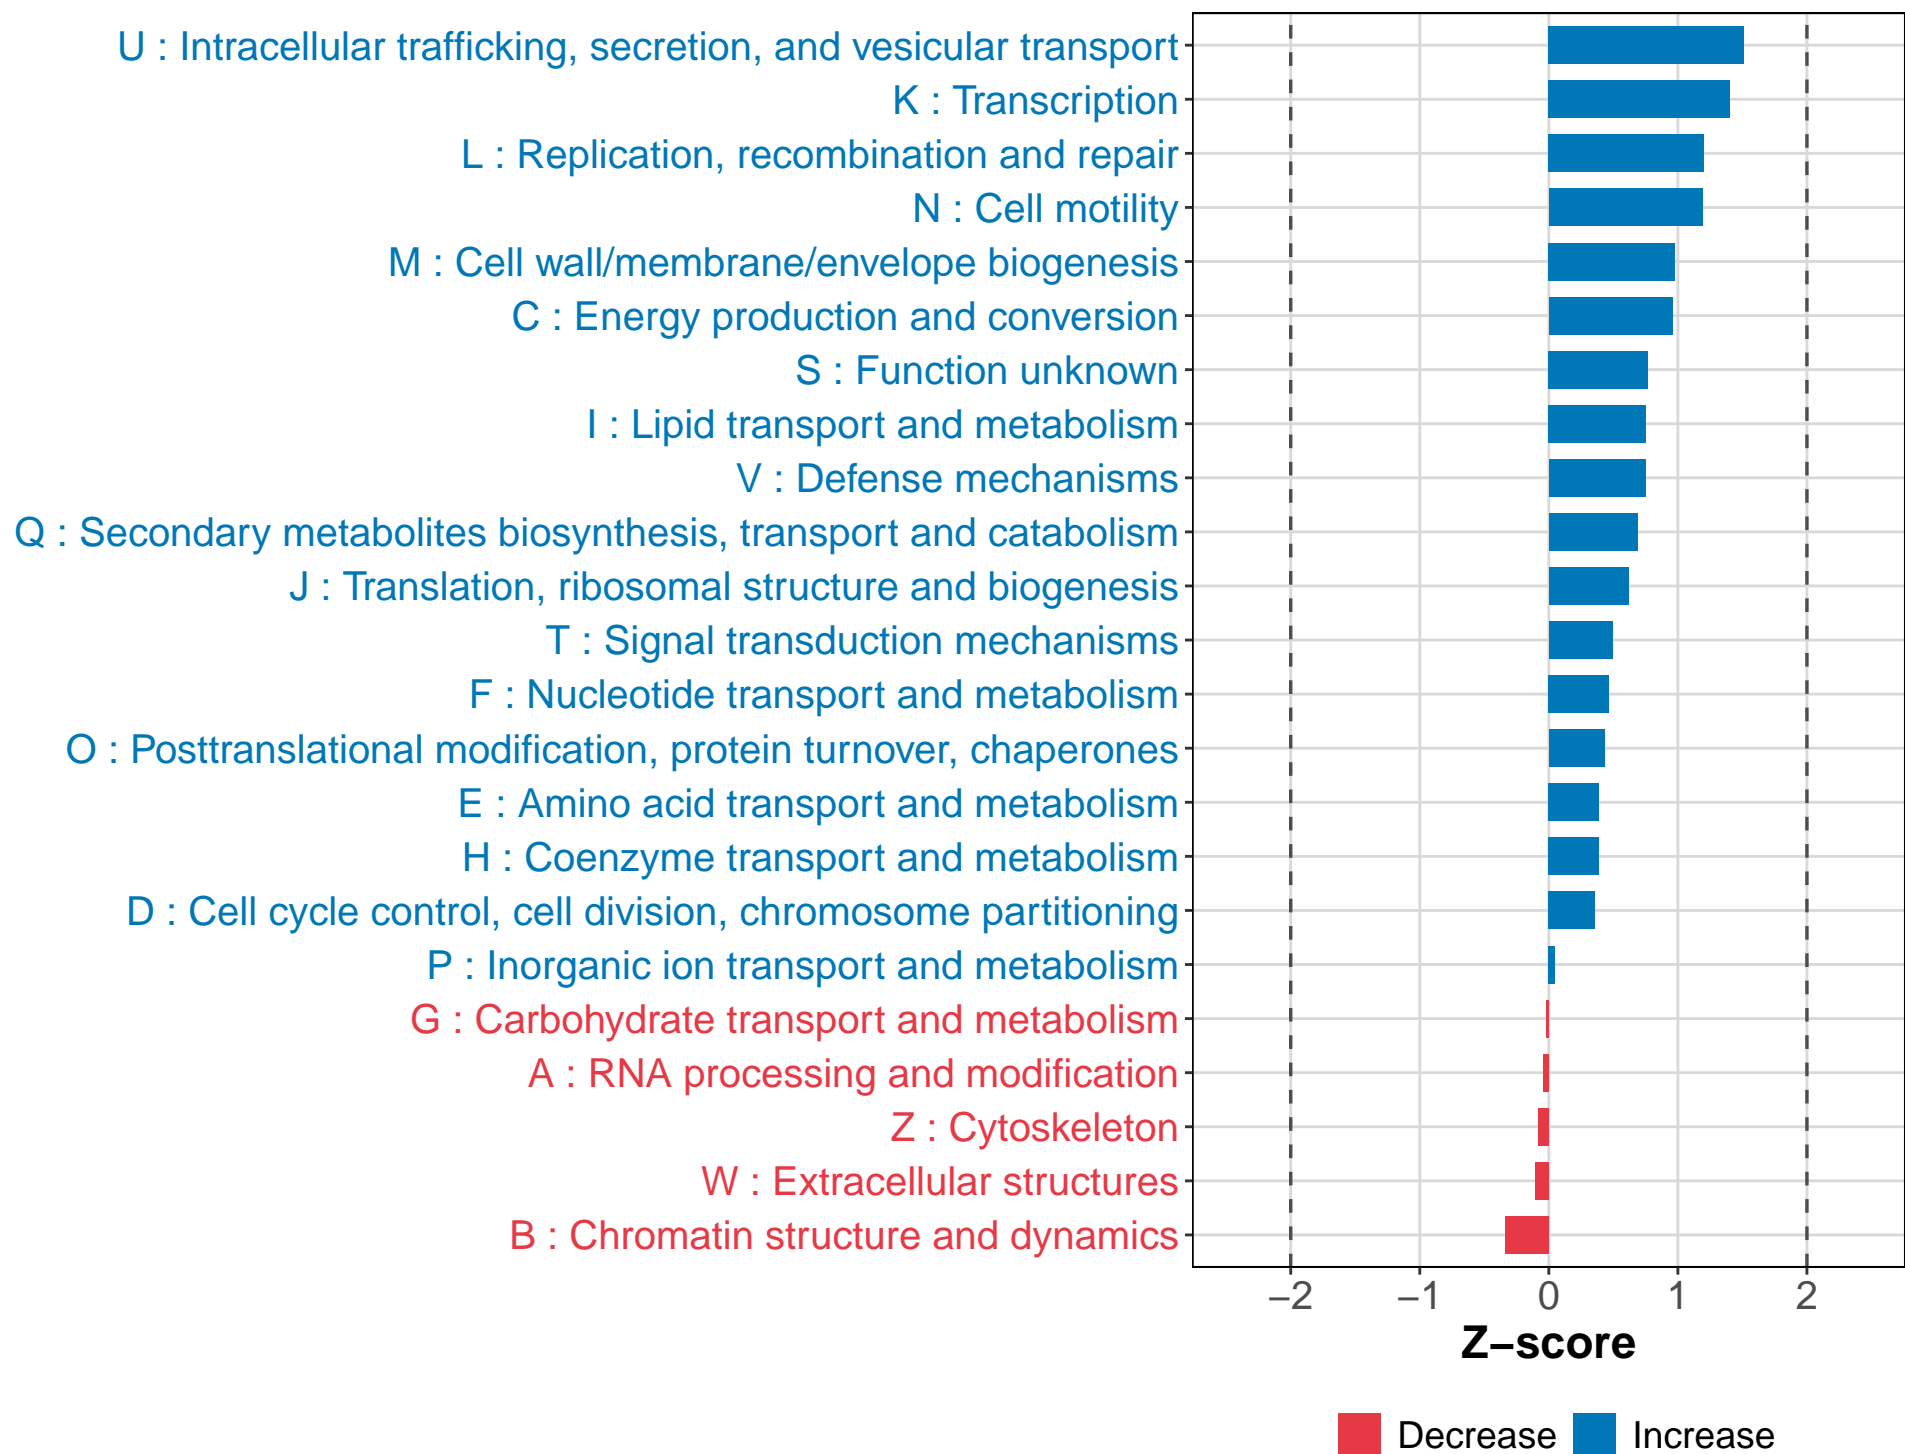 U : Intracellular trafficking, secretion, and vesicular transport
K : Transcription
L : Replication, recombination and repair
N : Cell motility
M : Cell wall/membrane/envelope biogenesis
C : Energy production and conversion
S : Function unknown
I : Lipid transport and metabolism
V : Defense mechanisms
Q : Secondary metabolites biosynthesis, transport and catabolism
J : Translation, ribosomal structure and biogenesis
T : Signal transduction mechanisms
F : Nucleotide transport and metabolism
O : Posttranslational modification, protein turnover, chaperones
E : Amino acid transport and metabolism
H : Coenzyme transport and metabolism
D : Cell cycle control, cell division, chromosome partitioning
P : Inorganic ion transport and metabolism
G : Carbohydrate transport and metabolism
A : RNA processing and modification
Z : Cytoskeleton
W : Extracellular structures
B : Chromatin structure and dynamics
−2 −1 0 1 2
Z−score
Decrease Increase